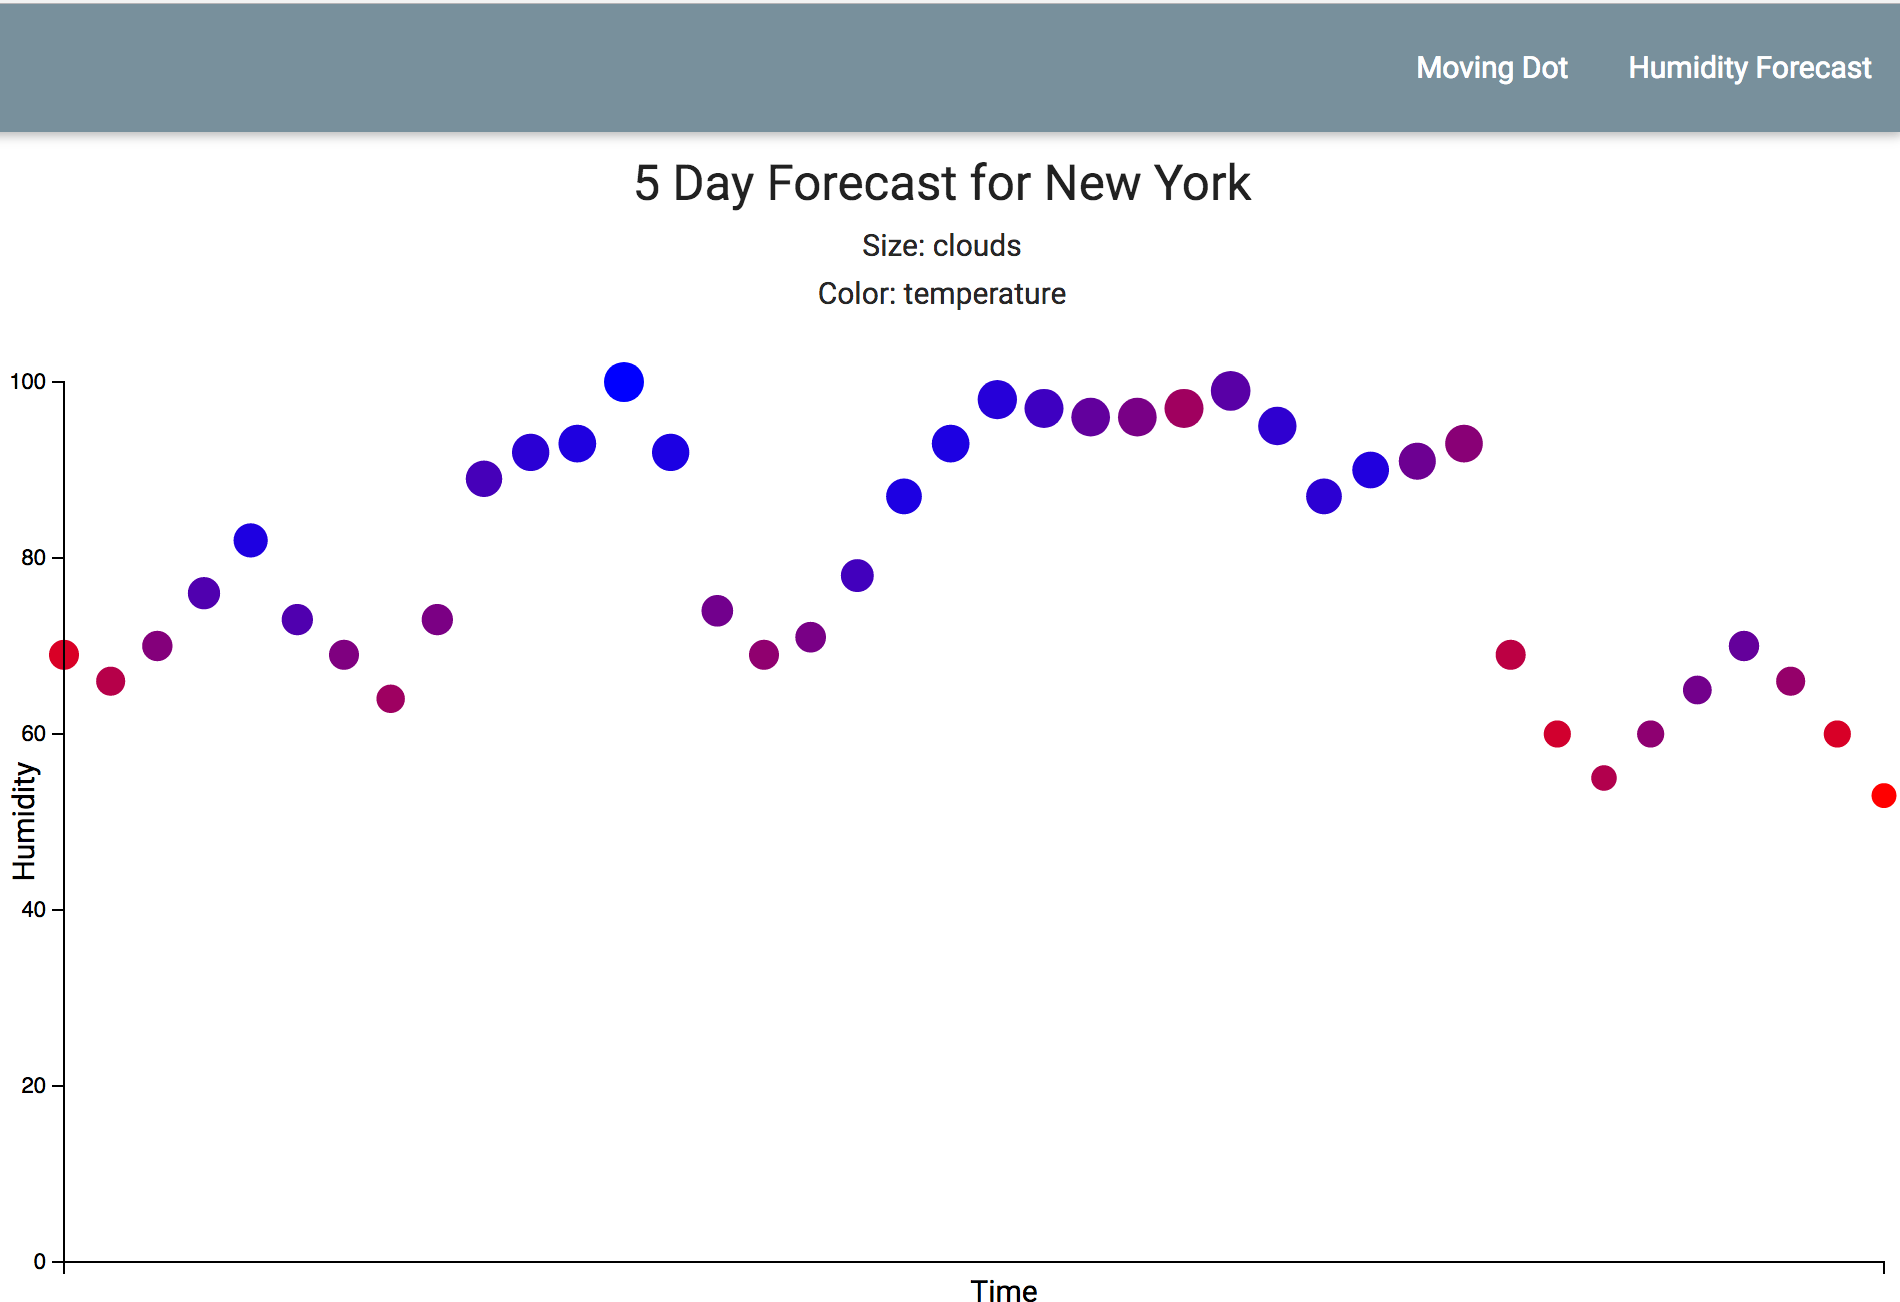 Moving Dot Humidity Forecast
5 Day Forecast for New York
Size: clouds
Color: temperature
100
80
60
Humidity
40
20
0
Time